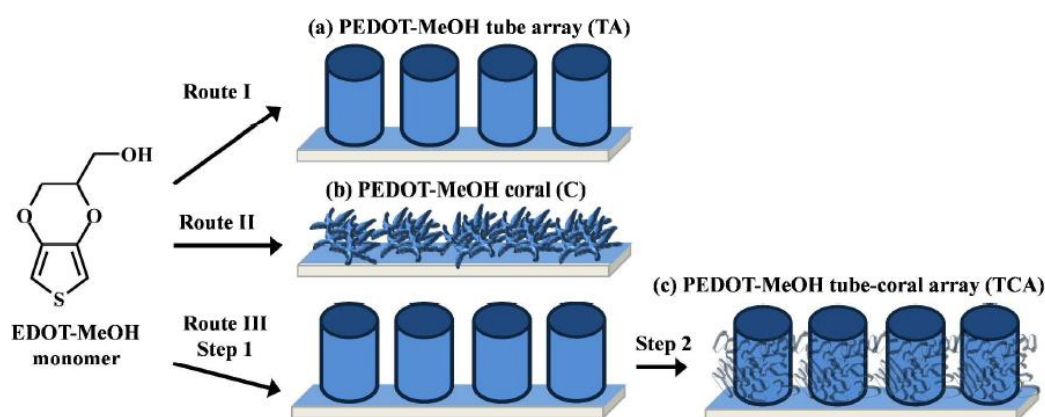 (a) PEDOT-MeOH tube array (TA)
Route I
OH
O
O
S
EDOT-MeOH
monomer
(b) PEDOT-MeOH coral (C)
Route II
Route III
Step 1
(c) PEDOT-MeOH tube-coral array (TCA)
Step 2